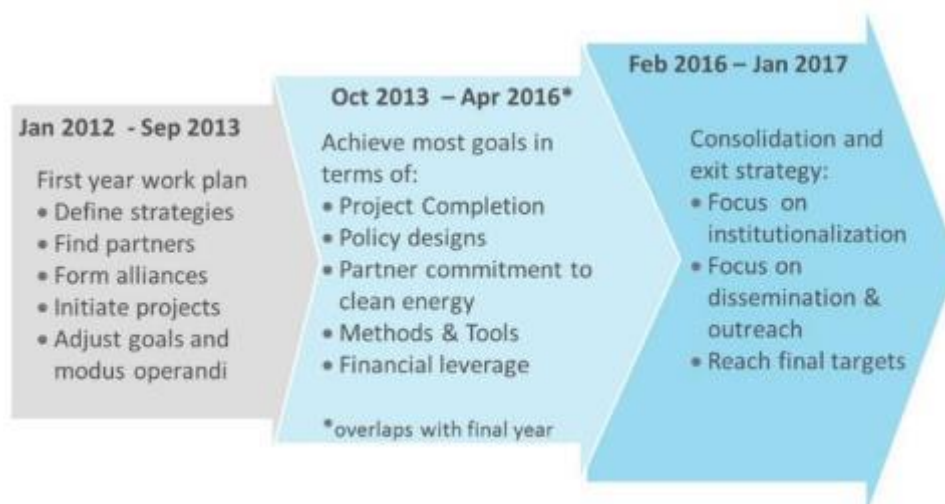 Jan 2012  - Sep 2013
First year work plan
• Define strategies
• Find partners
• Form alliances
• Initiate projects
• Adjust goals and
modus operandi
Oct 2013  – Apr 2016*
Achieve most goals in
terms of:
• Project Completion
• Policy designs
• Partner commitment to
clean energy
• Methods & Tools
• Financial leverage
*overlaps with final year
Feb 2016 – Jan 2017
Consolidation and
exit strategy:
• Focus on
institutionalization
• Focus on
dissemination &
outreach
• Reach final targets